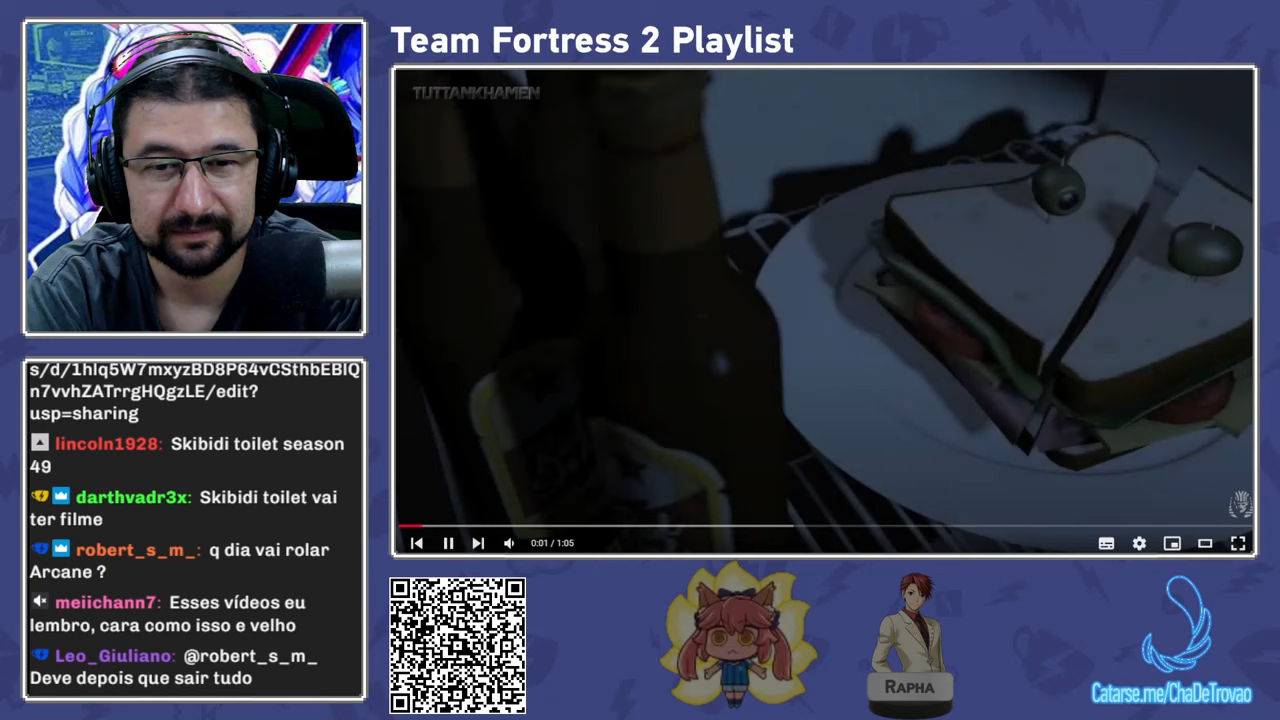 Team Fortress 2 Playlist
TUTTANKHAMEN
0:01 / 1:05
s/d/1hlq5W7mxyzBD8P64vCSthbEBlQ
n7vvhZATrrgHQgzLE/edit?
usp=sharing
lincoln1928: Skibidi toilet season
49
darthvadr3x: Skibidi toilet vai
ter filme
robert_s_m_: q dia vai rolar
Arcane ?
meiichann7: Esses vídeos eu
lembro, cara como isso e velho
Leo_Giuliano: @robert_s_m_
Deve depois que sair tudo
RAPHA
Catarse.me/ChaDeTrovao